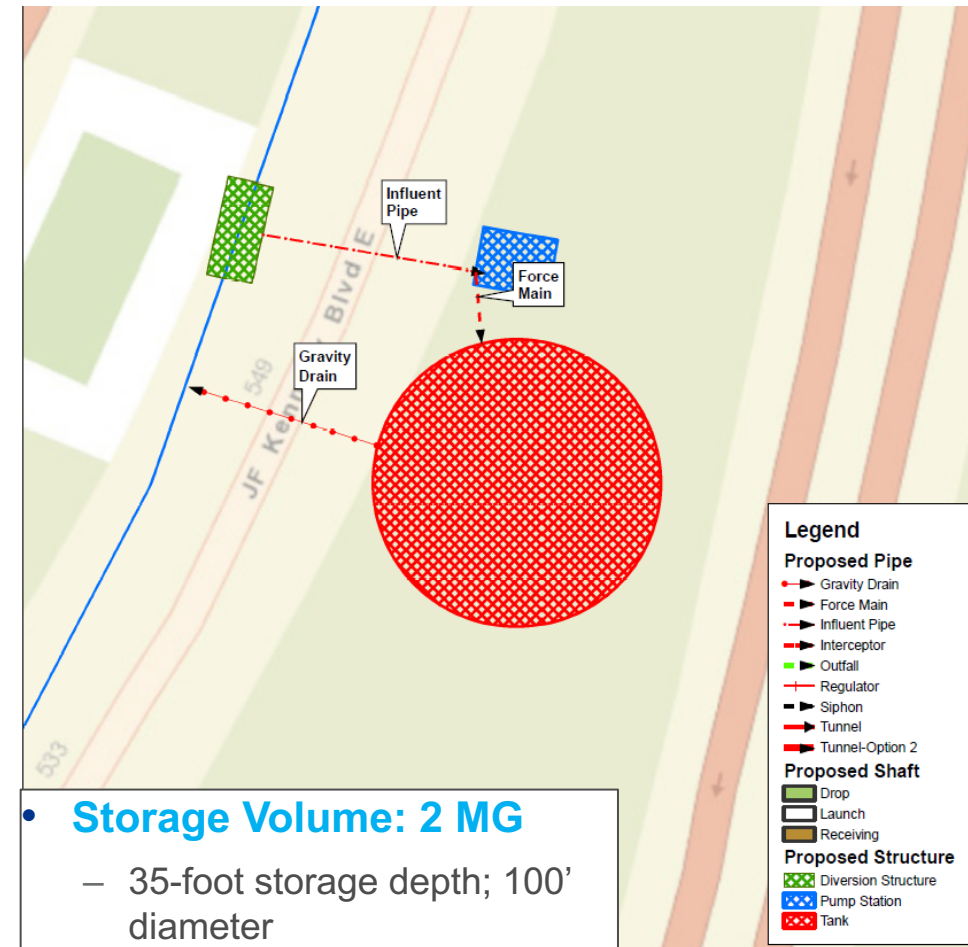 Influent
Pipe
Force
Main
Gravity
Drain
549
533
Legend
Proposed Pipe
Gravity Drain
Force Main
Influent Pipe
Interceptor
Outfall
Regulator
Siphon
Tunnel
Tunnel-Option 2
Proposed Shaft
Drop
Launch
Receiving
Proposed Structure
Diversion Structure
Pump Station
Tank
JF Kennedy Blvd E
• Storage Volume: 2 MG
– 35-foot storage depth; 100’
diameter